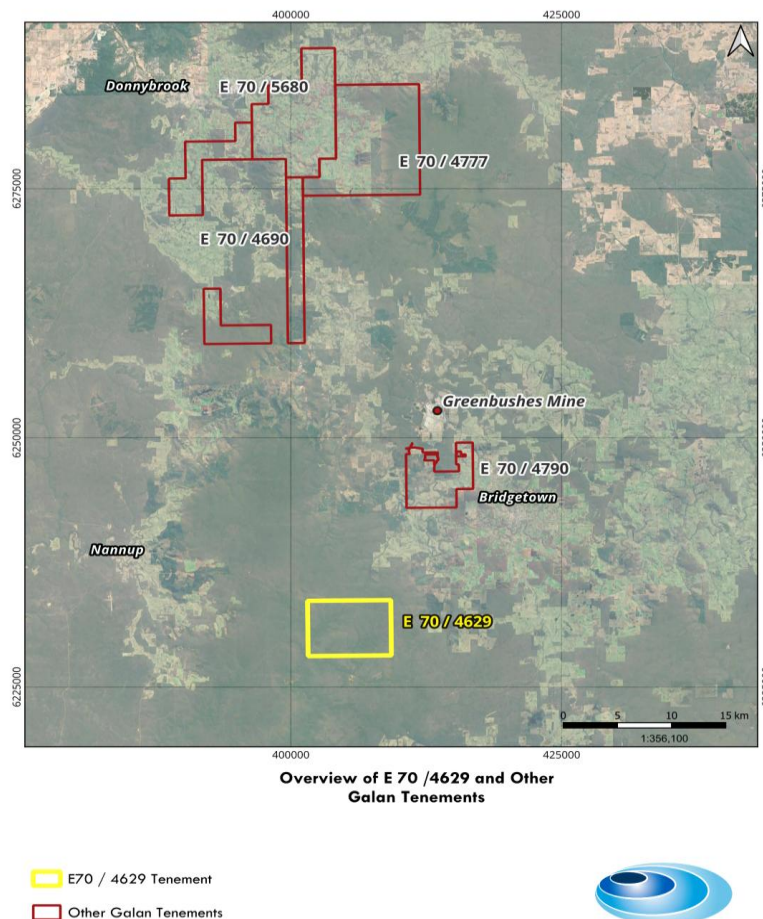 400000
425000
Donnybrook
E 70 / 5680
E 70 / 4777
6275000
E 70 / 4690
Greenbushes Mine
6250000
E 70 / 4790
Bridgetown
Nannup
E 70 / 4629
6225000
0 5 10 15 km
1:356,100
400000
425000
Overview of E 70 /4629 and Other
Galan Tenements
E70 / 4629 Tenement
Other Galan Tenements